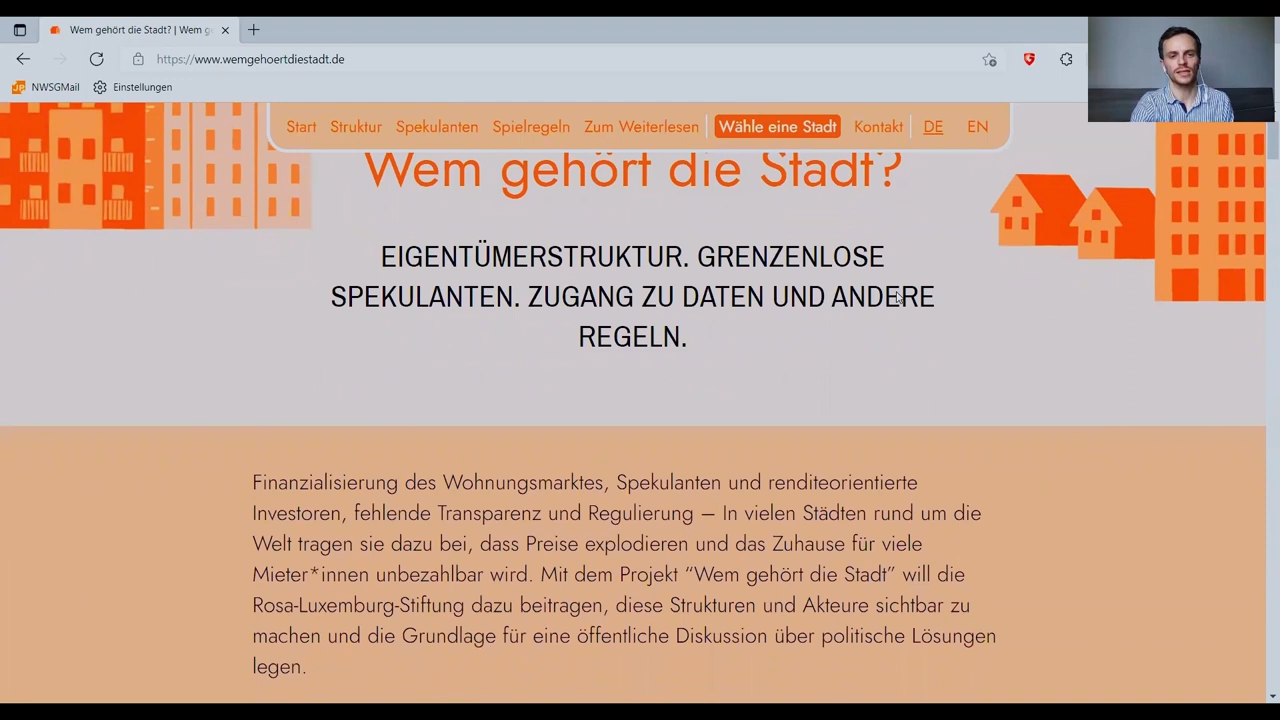 Wem gehört die Stadt? | Wem g
https://www.wemgehoertdiestadt.de
NWSGMail
Einstellungen
Start Struktur Spekulanten Spielregeln Zum Weiterlesen Wähle eine Stadt Kontakt DE EN
Wem gehört die Stadt?
EIGENTÜMERSTRUKTUR. GRENZENLOSE
SPEKULANTEN. ZUGANG ZU DATEN UND ANDERE
REGELN.
Finanzialisierung des Wohnungsmarktes, Spekulanten und renditeorientierte
Investoren, fehlende Transparenz und Regulierung – In vielen Städten rund um die
Welt tragen sie dazu bei, dass Preise explodieren und das Zuhause für viele
Mieter*innen unbezahlbar wird. Mit dem Projekt “Wem gehört die Stadt” will die
Rosa-Luxemburg-Stiftung dazu beitragen, diese Strukturen und Akteure sichtbar zu
machen und die Grundlage für eine öffentliche Diskussion über politische Lösungen
legen.